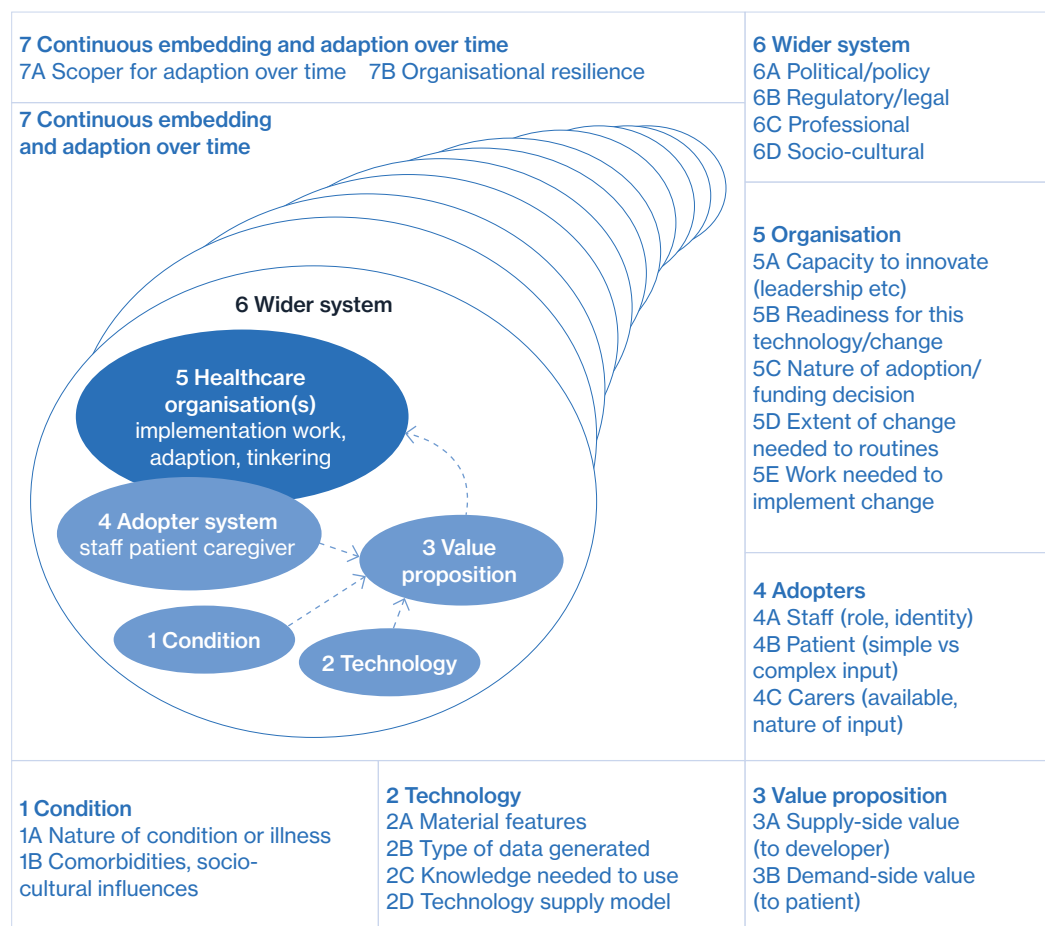 7 Continuous embedding and adaption over time
7A Scoper for adaption over time 7B Organisational resilience
7 Continuous embedding
and adaption over time
6 Wider system
5 Healthcare
organisation(s)
implementation work,
adaption, tinkering
4 Adopter system
staff patient caregiver
3 Value
proposition
1 Condition
2 Technology
6 Wider system
6A Political/policy
6B Regulatory/legal
6C Professional
6D Socio-cultural
5 Organisation
5A Capacity to innovate
(leadership etc)
5B Readiness for this
technology/change
5C Nature of adoption/
funding decision
5D Extent of change
needed to routines
5E Work needed to
implement change
4 Adopters
4A Staff (role, identity)
4B Patient (simple vs
complex input)
4C Carers (available,
nature of input)
1 Condition
1A Nature of condition or illness
1B Comorbidities, socio-
cultural influences
2 Technology
2A Material features
2B Type of data generated
2C Knowledge needed to use
2D Technology supply model
3 Value proposition
3A Supply-side value
(to developer)
3B Demand-side value
(to patient)